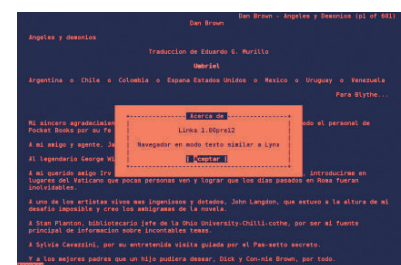 Dan Brown - Angeles y Demonios (p1 of 601)
Dan Brown
Angeles y demonios
Traduccion de Eduardo G. Murillo
Umbriel
Argentina o Chile o Colombia o Espana Estados Unidos o Mexico o Uruguay o Venezuela
Para Blythe...
Acerca de
Links 1.00pre12
Navegador en modo texto similar a Lynx
[ Aceptar ]
Mi sincero agradecimien
odo el personal de
Pocket Books por su fe
A mi amigo y agente, Ja
Al legendario George Wi
A mi querido amigo Irv
, introducirme en
lugares del Vaticano que pocas personas ven y lograr que los dias pasados en Roma fueran
inolvidables.
A uno de los artistas vivos mas ingeniosos y dotados, John Langdon, que estuvo a la altura de mi
desafio imposible y creo los ambigramas de la novela.
A Stan Planton, bibliotecario jefe de la Ohio University-Chilli-cothe, por ser mi fuente
principal de informacion sobre incontables temas.
A Sylvia Cavazzini, por su entretenida visita guiada por el Pas-setto secreto.
Y a los mejores padres que un hijo pudiera desear, Dick y Con-nie Brown, por todo.